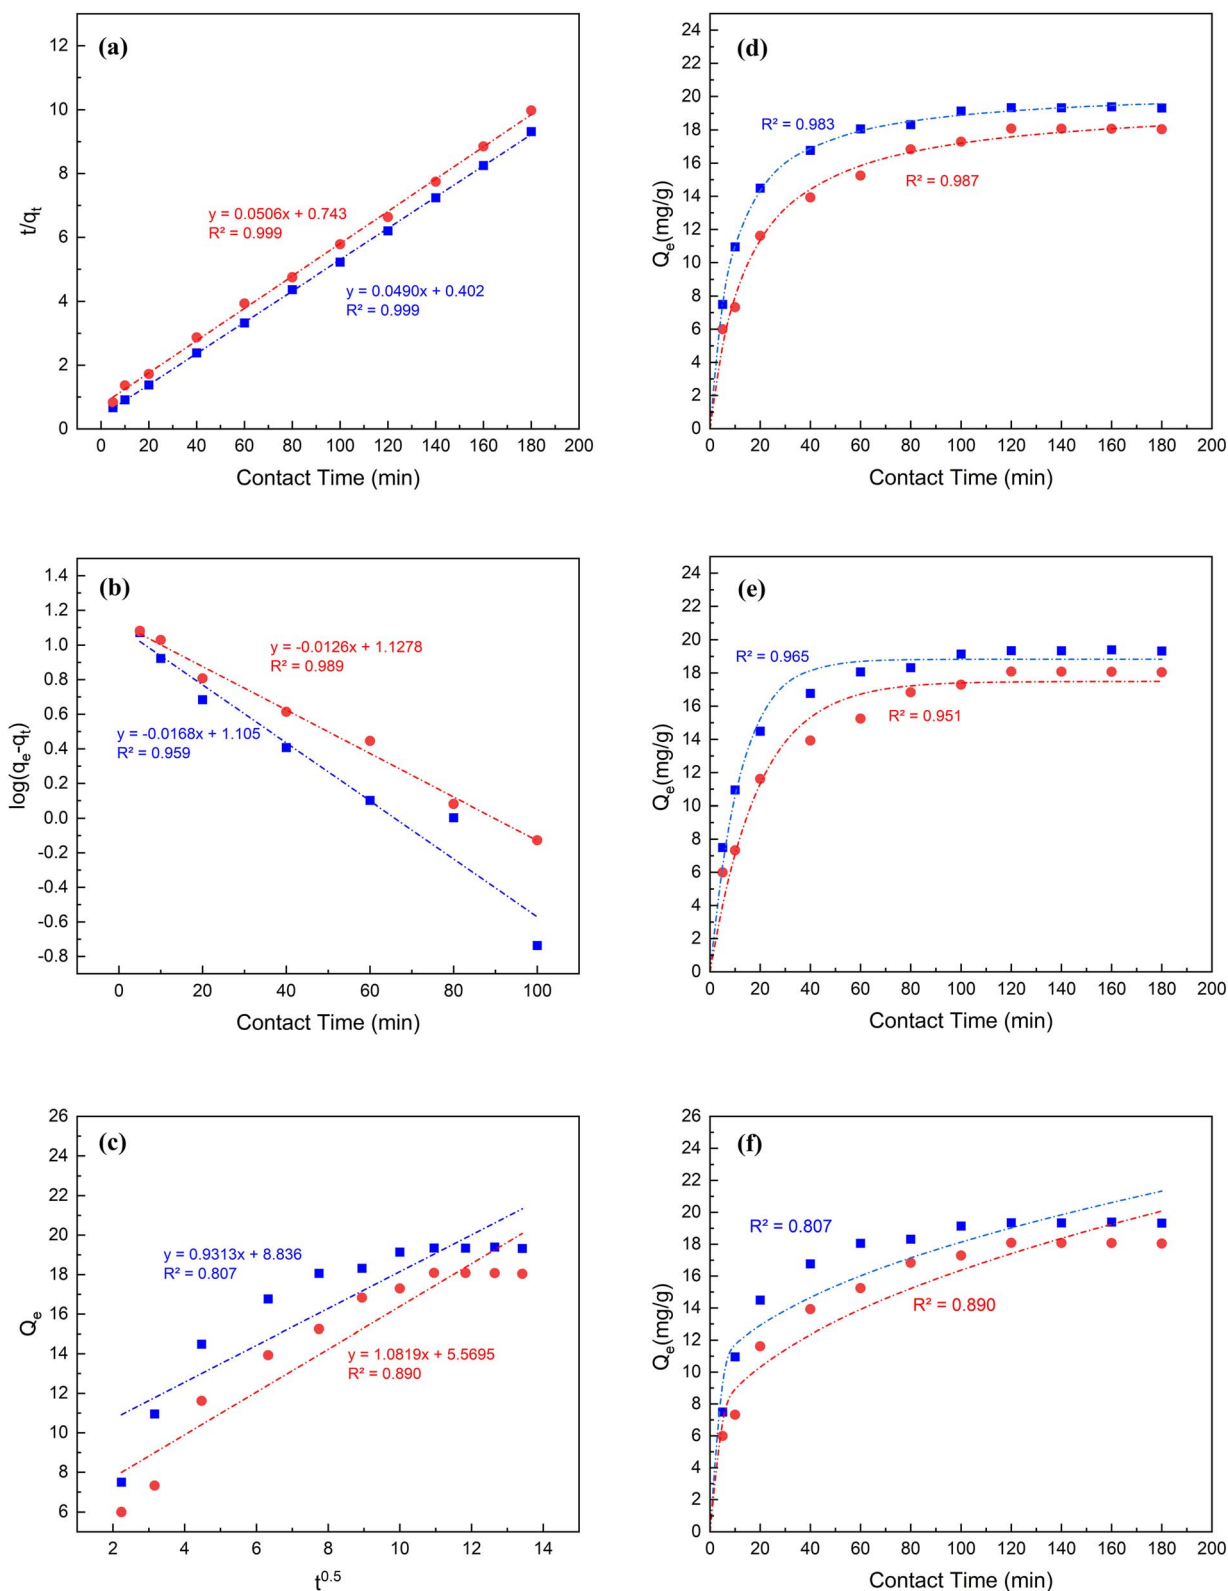 (a)
12
10
8
6
4
2
0
t/qt
y = 0.0506x + 0.743
R² = 0.999
y = 0.0490x + 0.402
R² = 0.999
0 20 40 60 80 100 120 140 160 180 200
Contact Time (min)
(d)
24
22
20
18
16
14
12
10
8
6
4
2
0
Qe(mg/g)
R² = 0.983
R² = 0.987
0 20 40 60 80 100 120 140 160 180 200
Contact Time (min)
(b)
1.4
1.2
1.0
0.8
0.6
0.4
0.2
0.0
-0.2
-0.4
-0.6
-0.8
log(qe-qt)
y = -0.0126x + 1.1278
R² = 0.989
y = -0.0168x + 1.105
R² = 0.959
0 20 40 60 80 100
Contact Time (min)
(e)
24
22
20
18
16
14
12
10
8
6
4
2
0
Qe(mg/g)
R² = 0.965
R² = 0.951
0 20 40 60 80 100 120 140 160 180 200
Contact Time (min)
(c)
26
24
22
20
18
16
14
12
10
8
6
Qe
y = 0.9313x + 8.836
R² = 0.807
y = 1.0819x + 5.5695
R² = 0.890
2 4 6 8 10 12 14
t0.5
(f)
26
24
22
20
18
16
14
12
10
8
6
4
2
0
Qe(mg/g)
R² = 0.807
R² = 0.890
0 20 40 60 80 100 120 140 160 180 200
Contact Time (min)